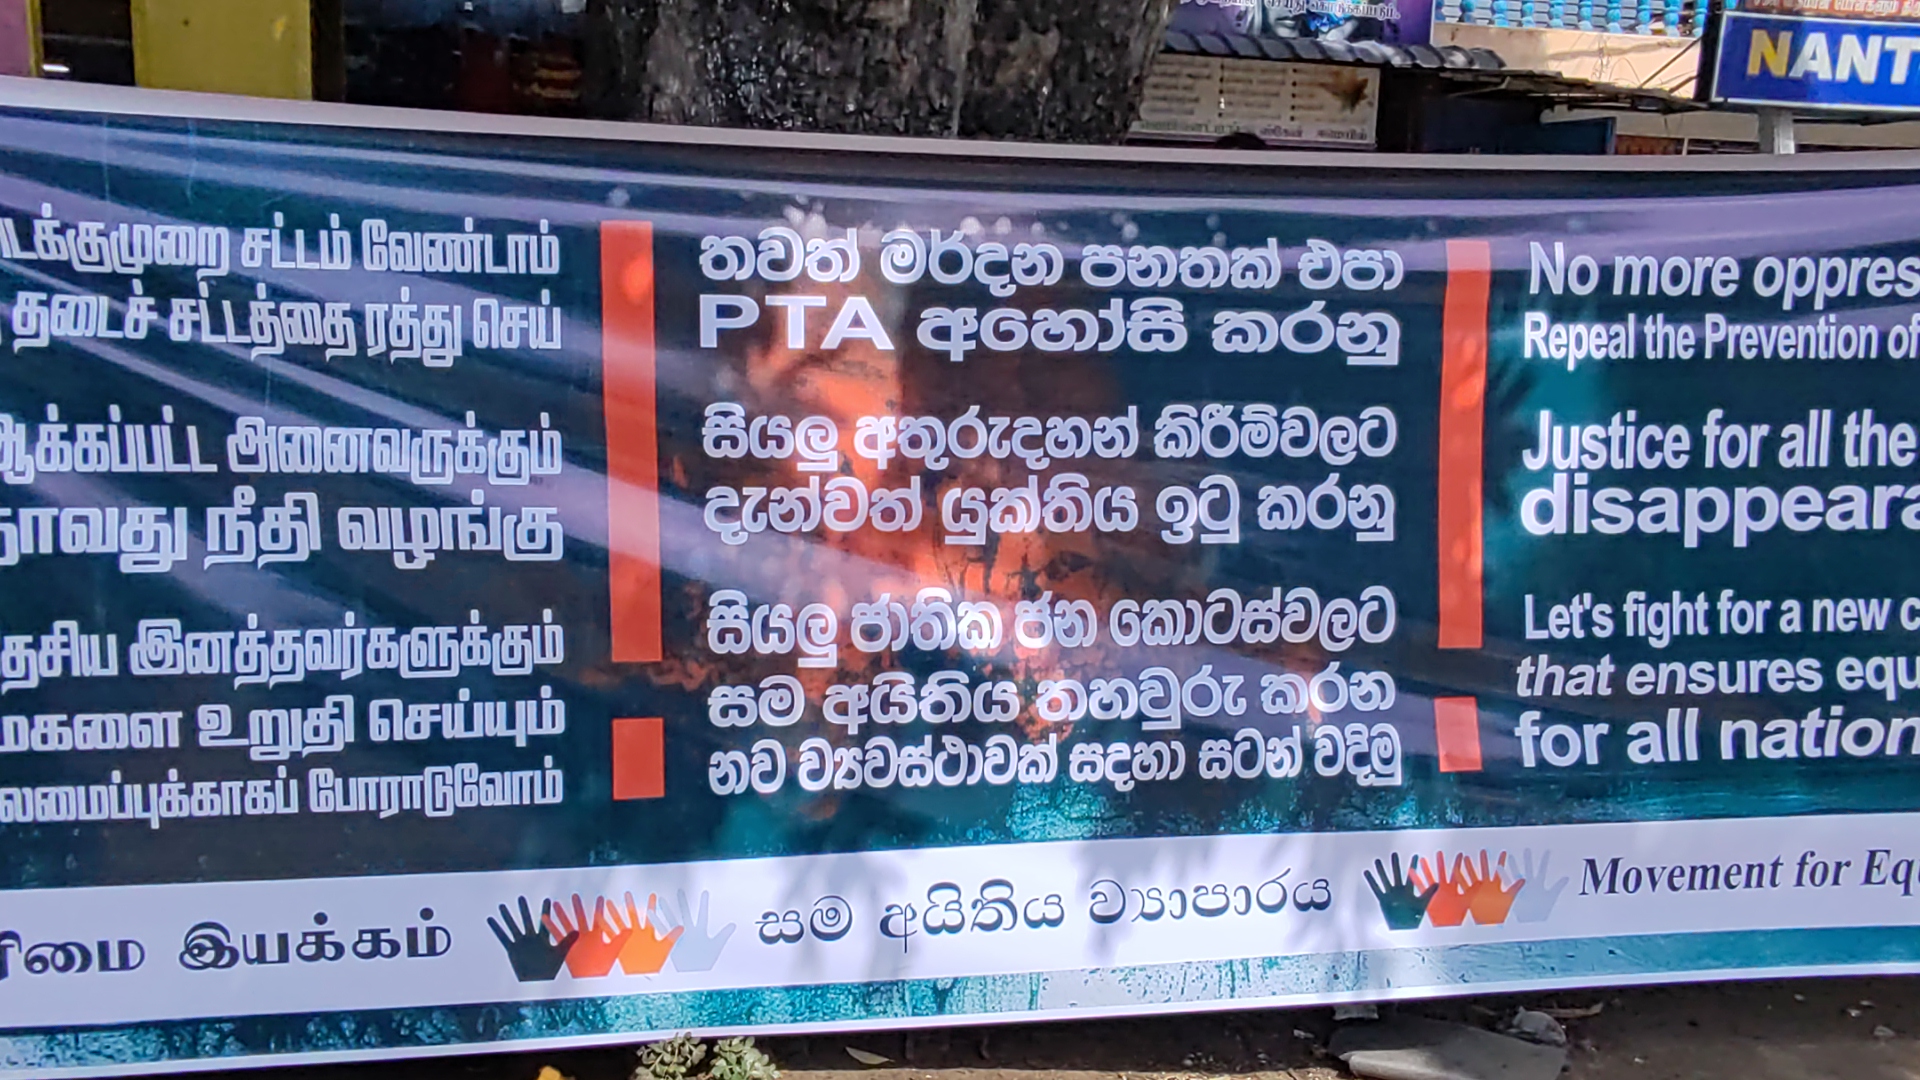 NANT
டக்குமுறை சட்டம் வேண்டாம்
தடைச் சட்டத்தை ரத்து செய்
ஆக்கப்பட்ட அனைவருக்கும்
தாவது நீதி வழங்கு
தசிய இனத்தவர்களுக்கும்
மைகளை உறுதி செய்யும்
லமைப்புக்காகப் போராடுவோம்
තවත් මර්දන පනතක් එපා
PTA අහෝසි කරනු
සියලු අතුරුදහන් කිරීම්වලට
දැන්වත් යුක්තිය ඉටු කරනු
සියලු ජාතික ජන කොටස්වලට
සම අයිතිය තහවුරු කරන
නව ව්‍යවස්ථාවක් සදහා සටන් වදිමු
No more oppres
Repeal the Prevention of
Justice for all the
disappeara
Let's fight for a new c
that ensures equ
for all nation
ரிமை இயக்கம்
සම අයිතිය ව්‍යාපාරය
Movement for Equ